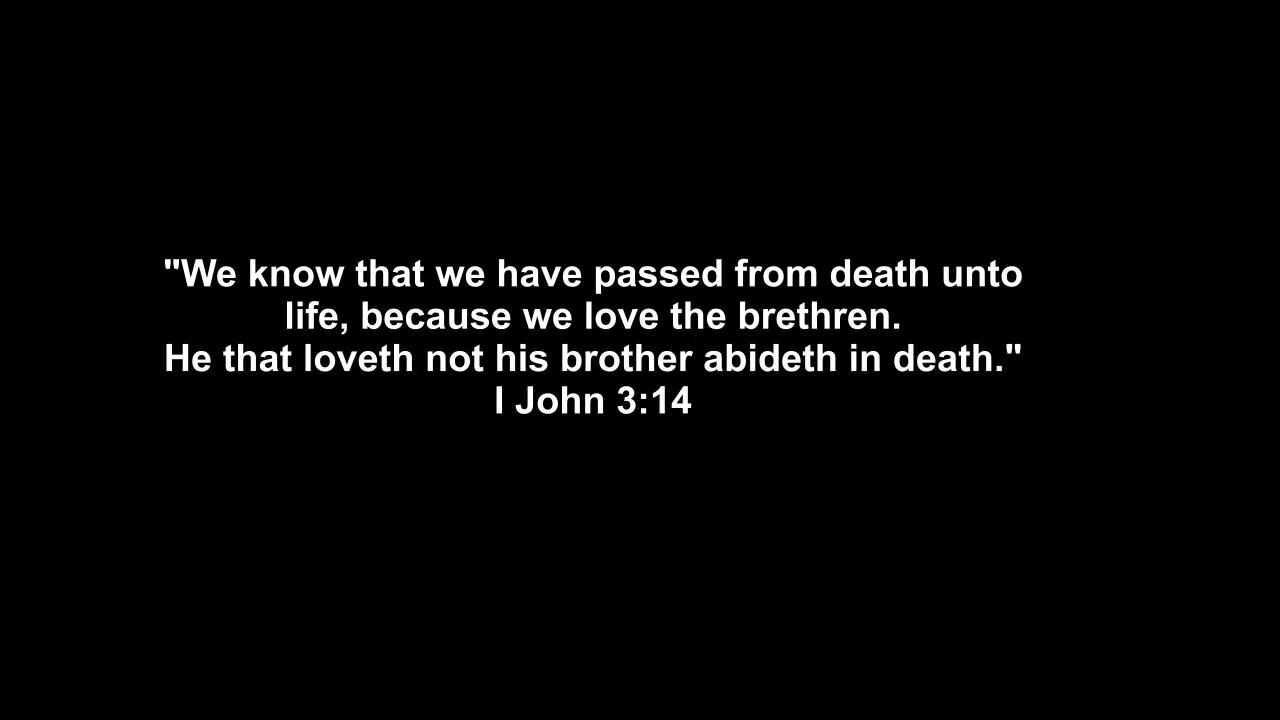 "We know that we have passed from death unto
life, because we love the brethren.
He that loveth not his brother abideth in death."
I John 3:14